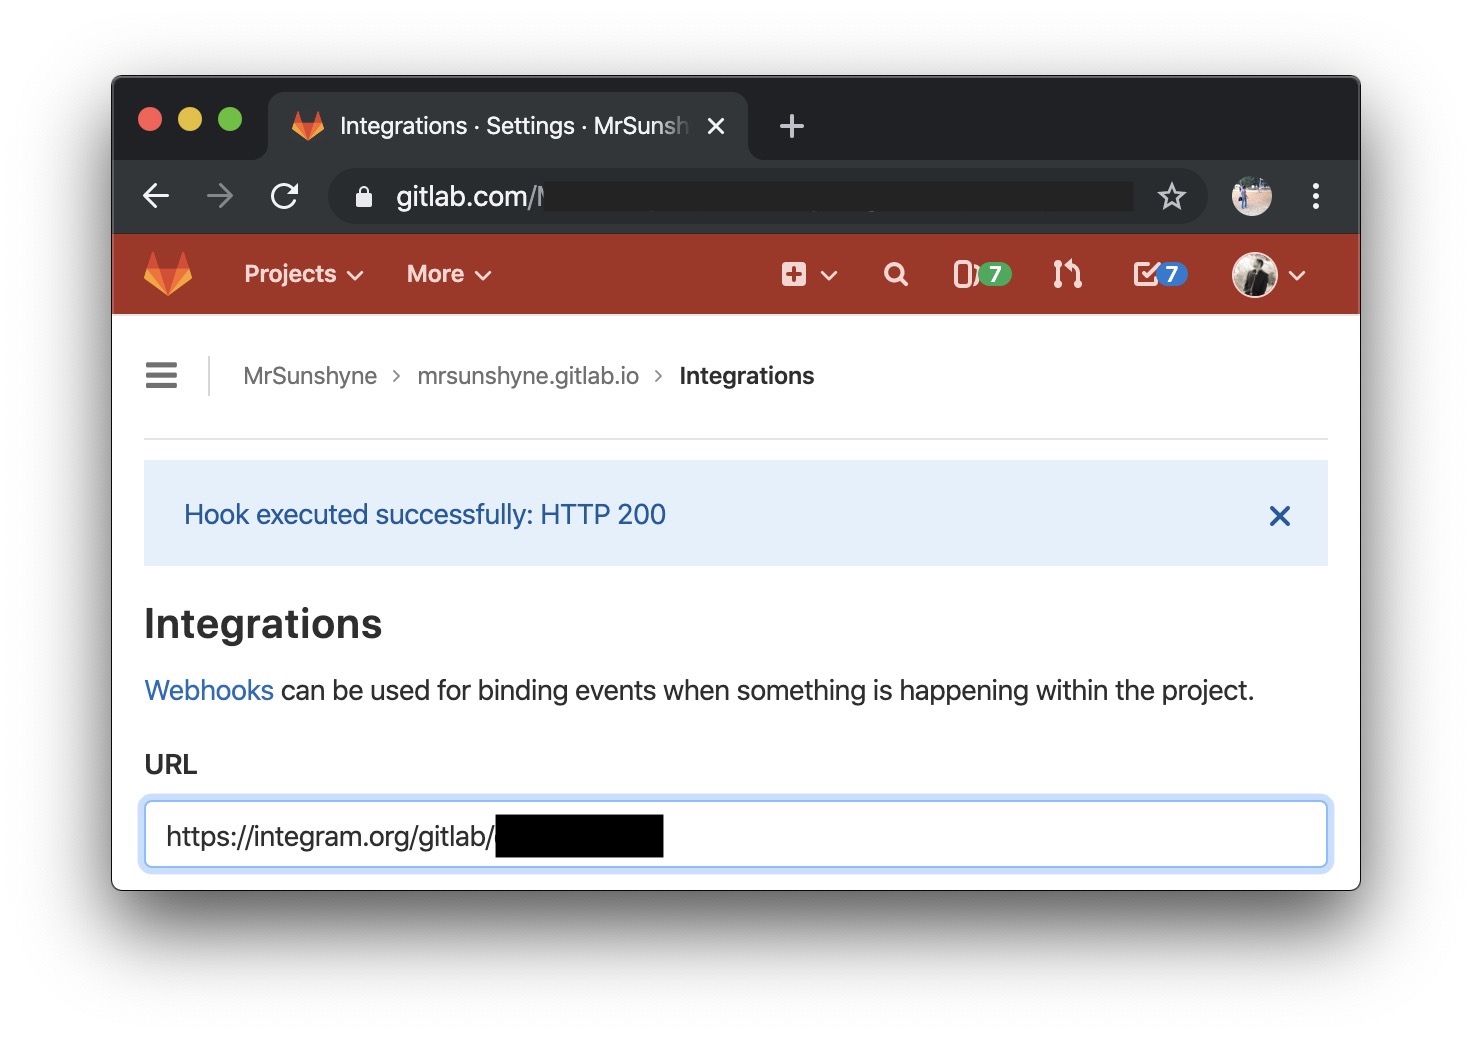 Integrations · Settings · MrSunsh
gitlab.com/
Projects More 7 7
MrSunshyne > mrsunshyne.gitlab.io > Integrations
Hook executed successfully: HTTP 200
Integrations
Webhooks can be used for binding events when something is happening within the project.
URL
https://integram.org/gitlab/